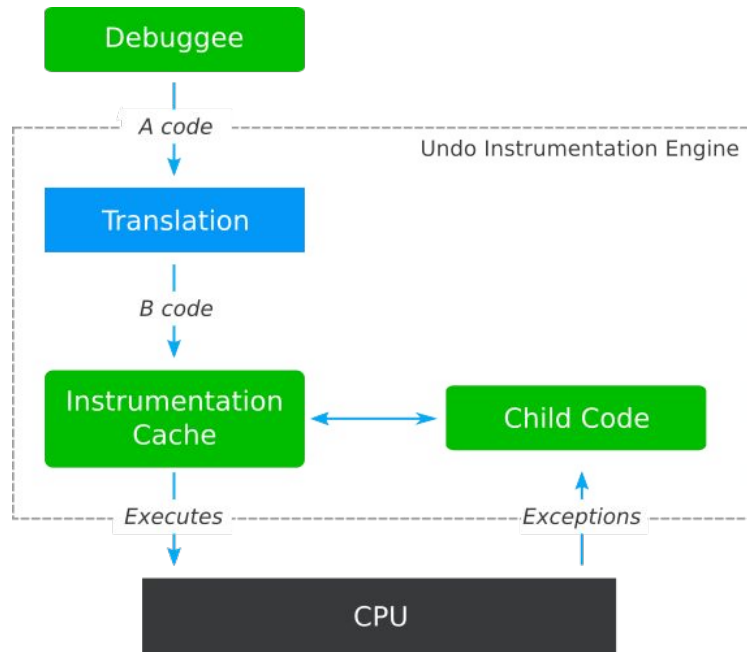 Debuggee
A code
Undo Instrumentation Engine
Translation
B code
Instrumentation
Cache
Child Code
Executes
Exceptions
CPU